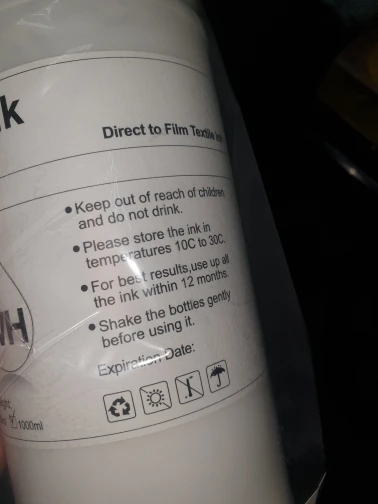 k
Direct to Film Textile
• Keep out of reach of children
and do not drink.
• Please store the ink in
temperatures 10C to 30C.
• For best results,use up all
the ink within 12 months.
• Shake the bottles gently
before using it.
WH
Expiration Date:
1000ml